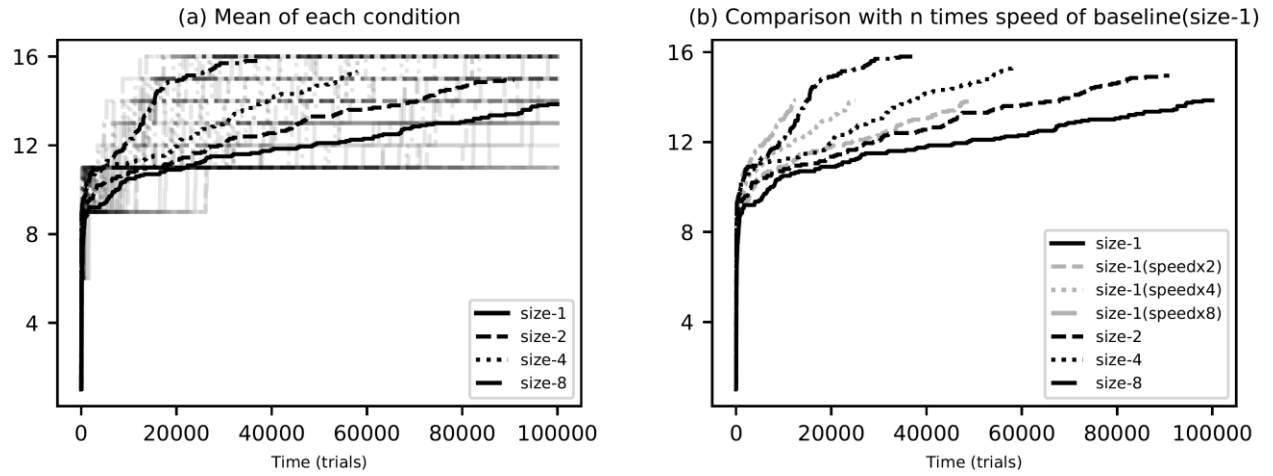 (a) Mean of each condition
16
12
8
4
0
20000
40000
60000
80000
100000
Time (trials)
size-1
size-2
size-4
size-8
(b) Comparison with n times speed of baseline(size-1)
16
12
8
4
0
20000
40000
60000
80000
100000
Time (trials)
size-1
size-1(speedx2)
size-1(speedx4)
size-1(speedx8)
size-2
size-4
size-8